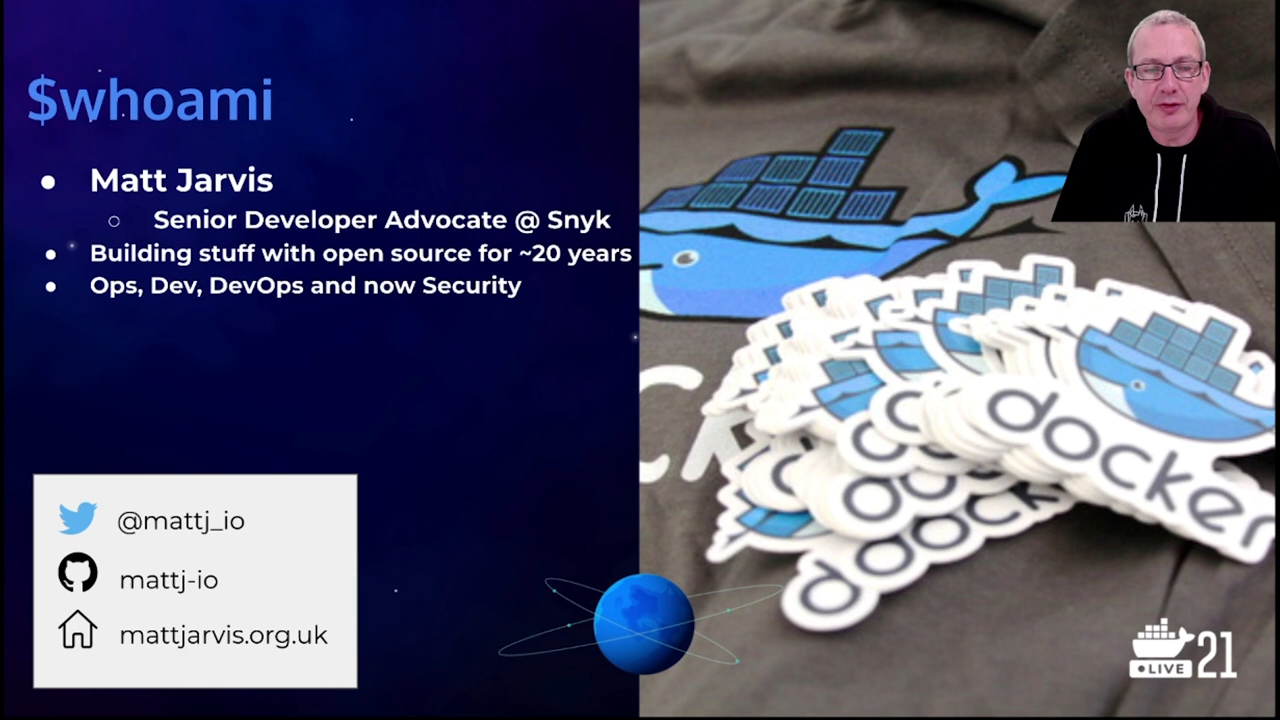 $whoami
Matt Jarvis
Senior Developer Advocate @ Snyk
Building stuff with open source for ~20 years
Ops, Dev, DevOps and now Security
@mattj_io
mattj-io
mattjarvis.org.uk
docker
docker
LIVE 21